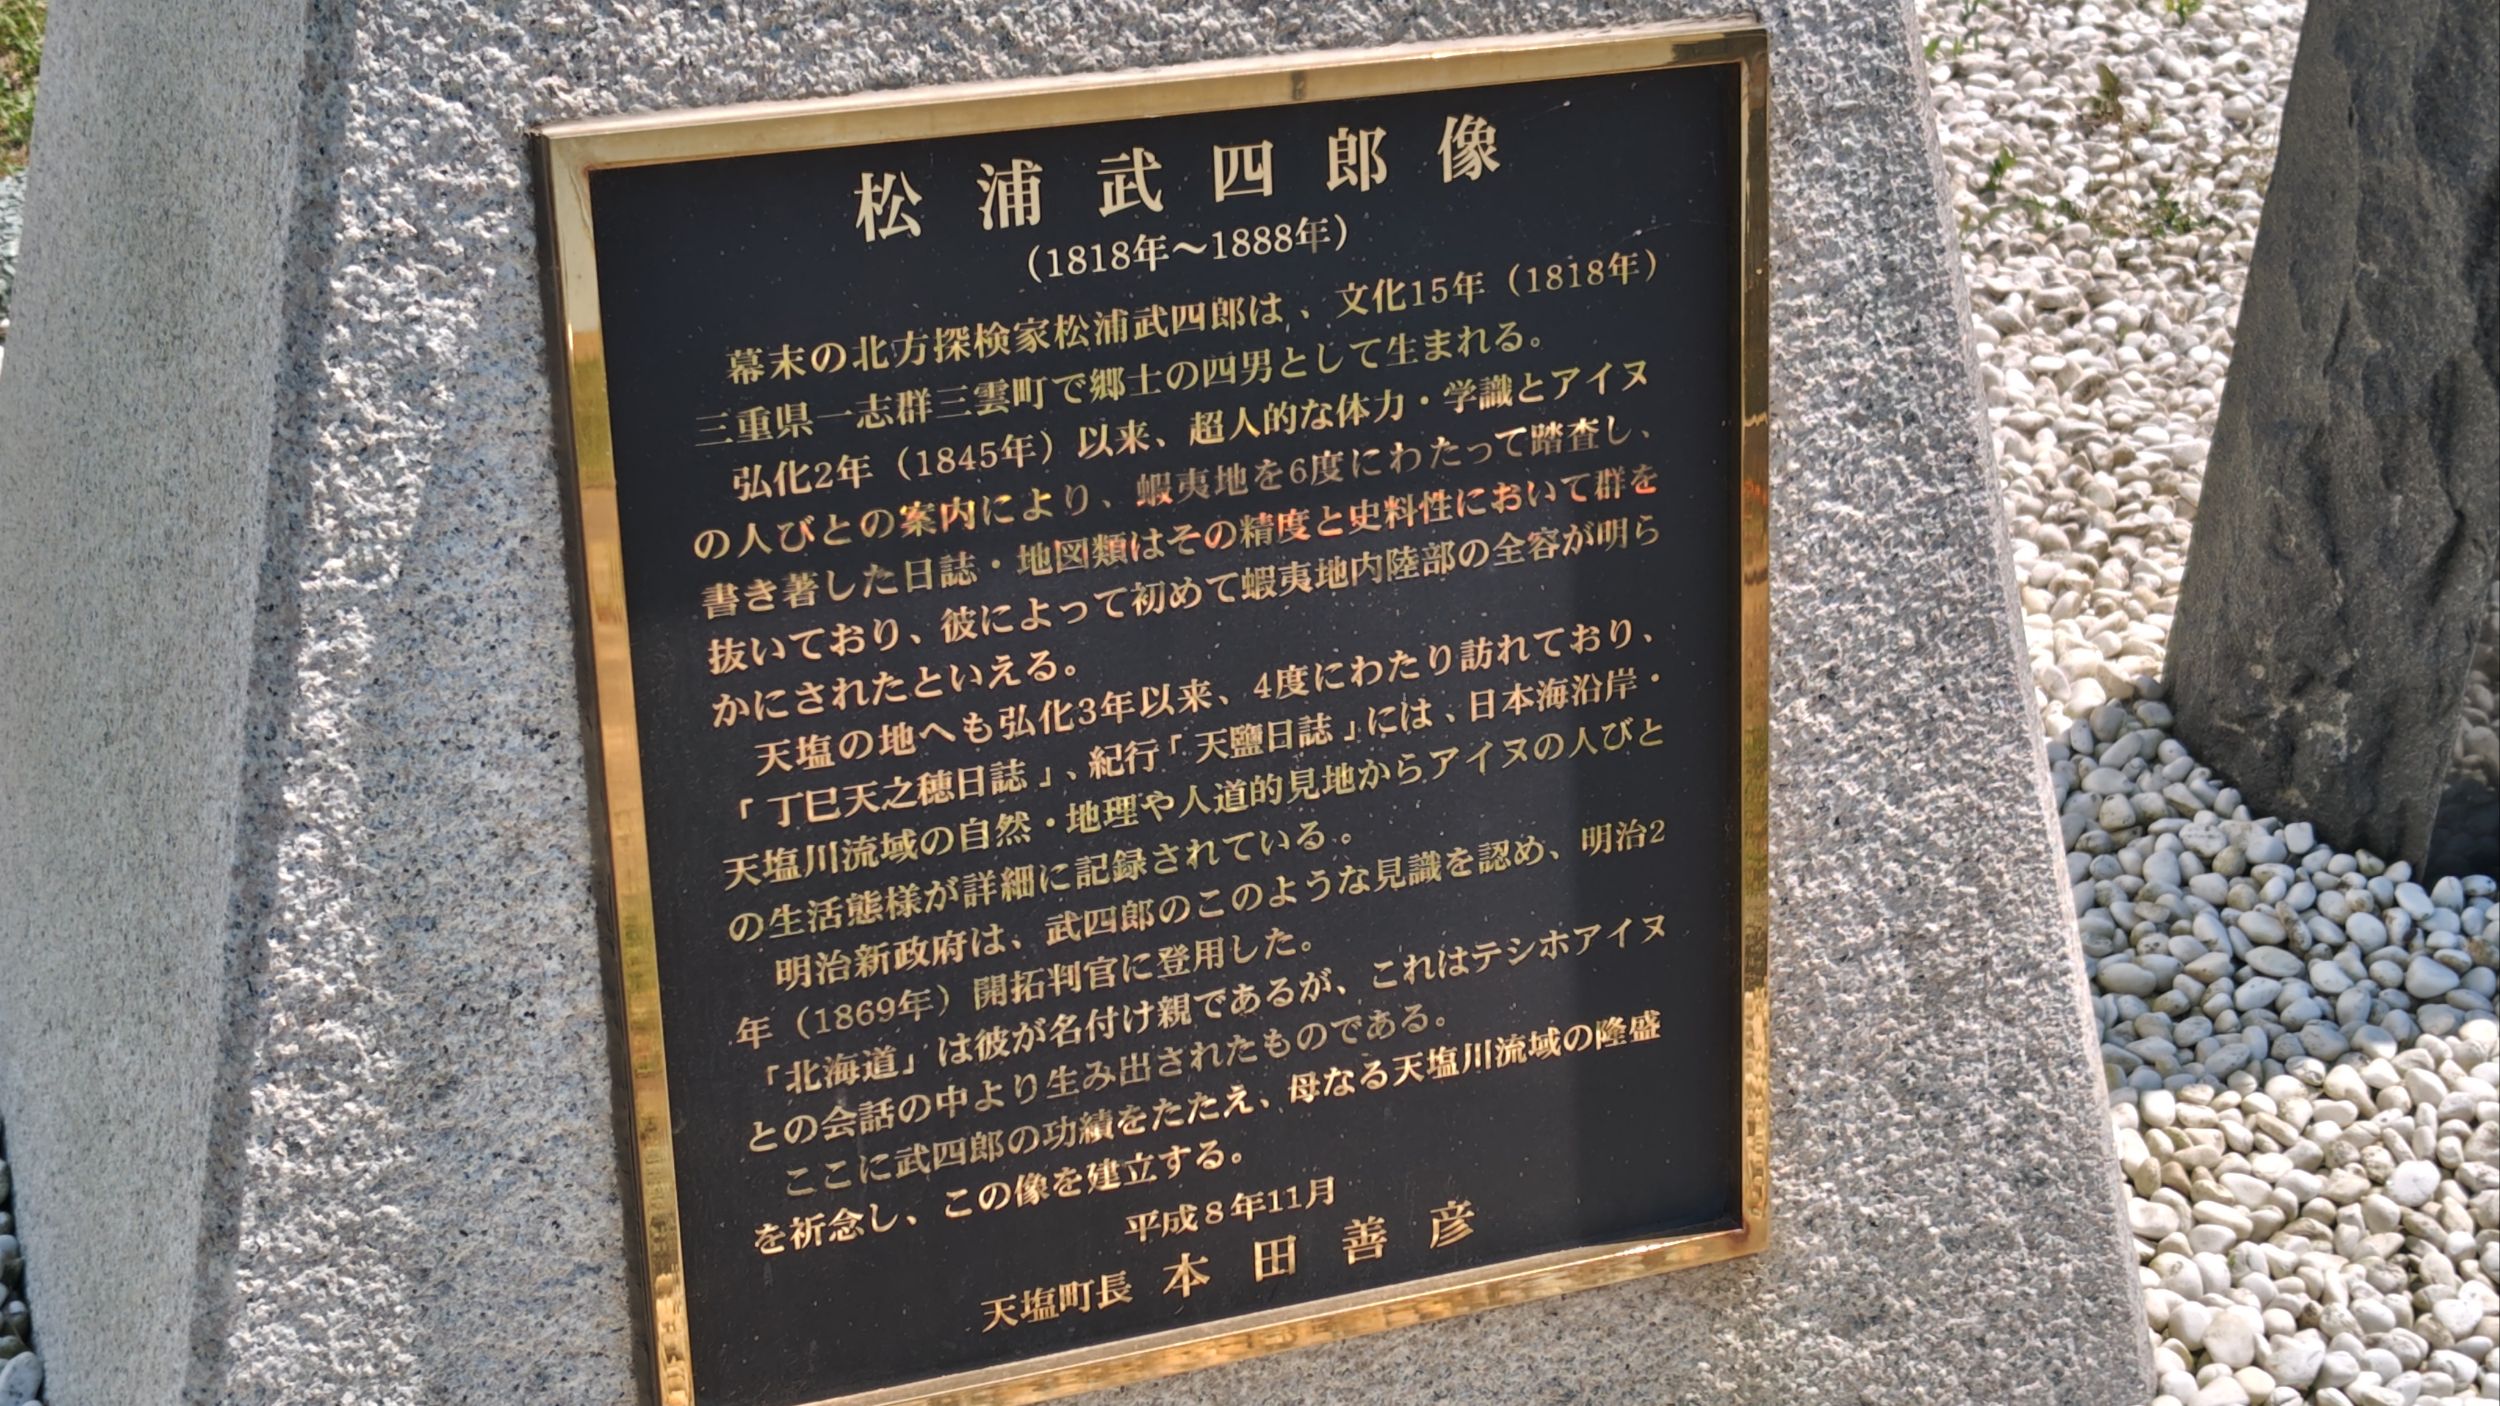 松浦武四郎像
（1818年～1888年）
幕末の北方探検家松浦武四郎は、文化15年（1818年）
三重県一志群三雲町で郷士の四男として生まれる。
弘化2年（1845年）以来、超人的な体力・学識とアイヌ
の人びとの案内により、蝦夷地を6度にわたって踏査し、
書き著した日誌・地図類はその精度と史料性において群を
抜いており、彼によって初めて蝦夷地内陸部の全容が明ら
かにされたといえる。
天塩の地へも弘化3年以来、4度にわたり訪れており、
「丁巳天之穂日誌」、紀行「天鹽日誌」には、日本海沿岸・
天塩川流域の自然・地理や人道的見地からアイヌの人びと
の生活態様が詳細に記録されている。
明治新政府は、武四郎のこのような見識を認め、明治2
年（1869年）開拓判官に登用した。
「北海道」は彼が名付け親であるが、これはテシホアイヌ
との会話の中より生み出されたものである。
ここに武四郎の功績をたたえ、母なる天塩川流域の隆盛
を祈念し、この像を建立する。
平成8年11月
天塩町長 本田善彦